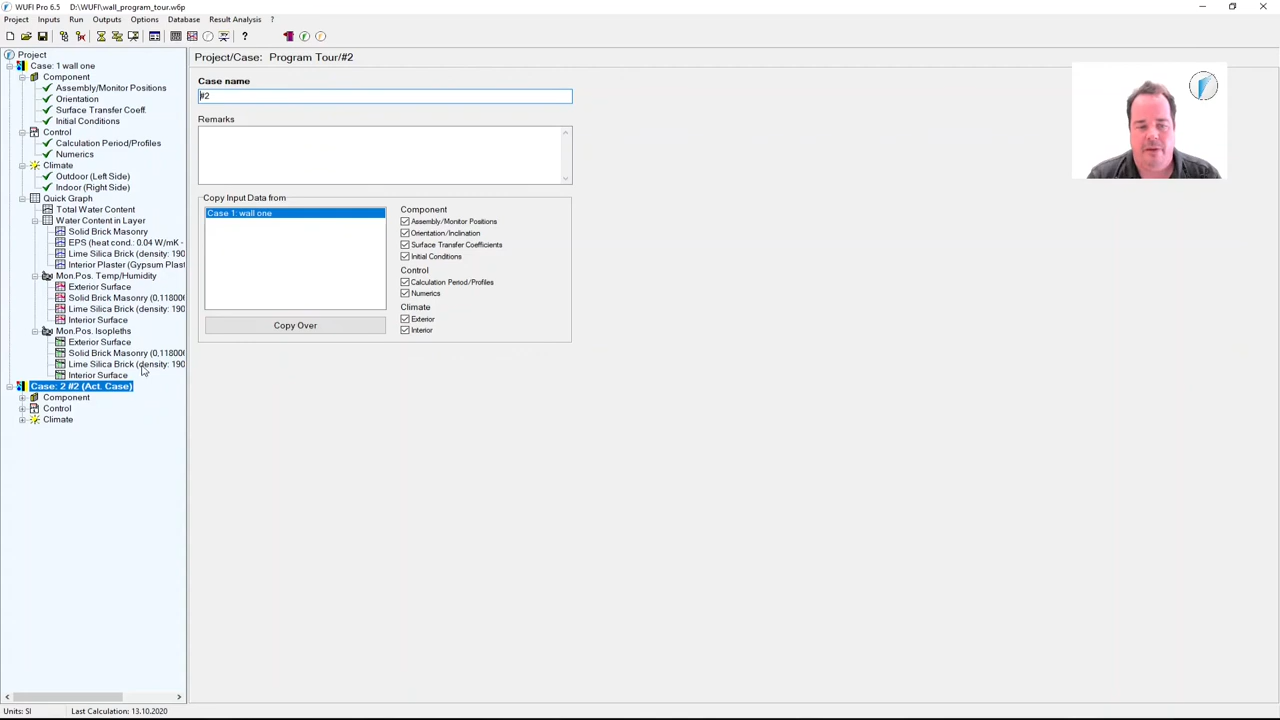 WUFI Pro 6.5 D:\WUFI\wall_program_tour.w6p
Project Inputs Run Outputs Options Database Result Analysis ?
Project
Case: 1 wall one
Component
Assembly/Monitor Positions
Orientation
Surface Transfer Coeff.
Initial Conditions
Control
Calculation Period/Profiles
Numerics
Climate
Outdoor (Left Side)
Indoor (Right Side)
Quick Graph
Total Water Content
Water Content in Layer
Solid Brick Masonry
EPS (heat cond.: 0.04 W/mK -
Lime Silica Brick (density: 190
Interior Plaster (Gypsum Plast
Mon.Pos. Temp/Humidity
Exterior Surface
Solid Brick Masonry (0,11800
Lime Silica Brick (density: 190
Interior Surface
Mon.Pos. Isopleths
Exterior Surface
Solid Brick Masonry (0,11800
Lime Silica Brick (density: 190
Interior Surface
Case: 2 #2 (Act. Case)
Component
Control
Climate
Project/Case: Program Tour/#2
Case name
#2
Remarks
Copy Input Data from
Case 1: wall one
Copy Over
Component
Assembly/Monitor Positions
Orientation/Inclination
Surface Transfer Coefficients
Initial Conditions
Control
Calculation Period/Profiles
Numerics
Climate
Exterior
Interior
Units: SI Last Calculation: 13.10.2020